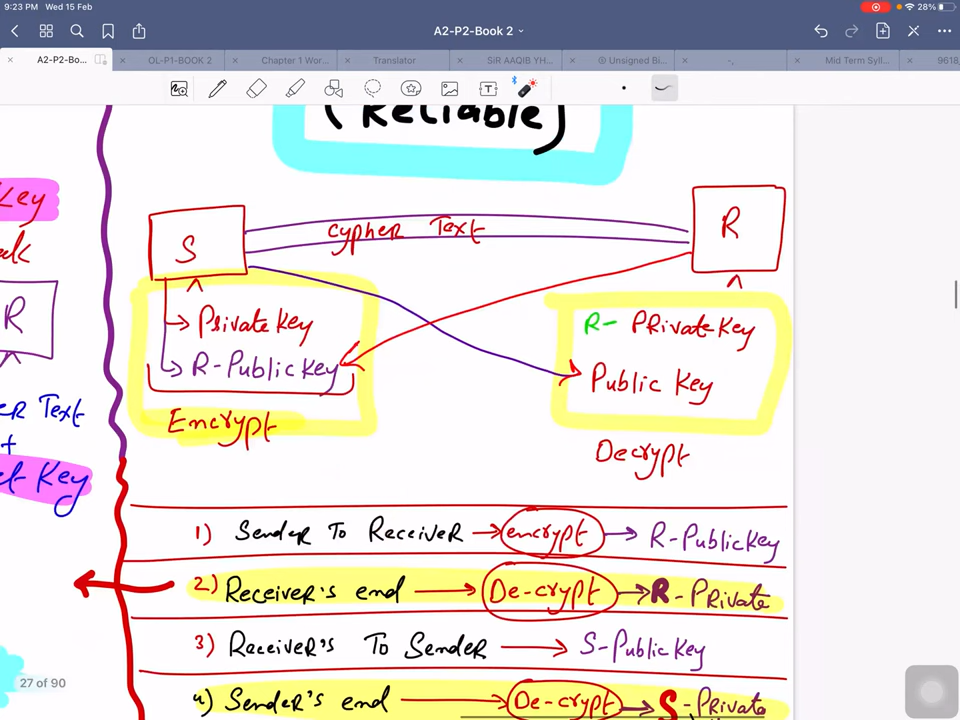 9:23 PM Wed 15 Feb
28%
A2-P2-Book 2
A2-P2-Bo...
OL-P1-BOOK 2
Chapter 1 Wor...
Translator
SiR AAQIB YH...
Unsigned Bi...
Mid Term Syll...
9618
(Reliable)
Key
R
ER Text
+
et Key
S
cypher Text
R
Private Key
R-Public Key
Encrypt
R- PRivate Key
Public Key
Decrypt
1) Sender To Receiver → encrypt → R-Public Key
2) Receiver's end → De-crypt → R-PRivate
3) Receiver's To Sender → S-Public Key
4) Sender's end → De-crypt → S-Private
27 of 90